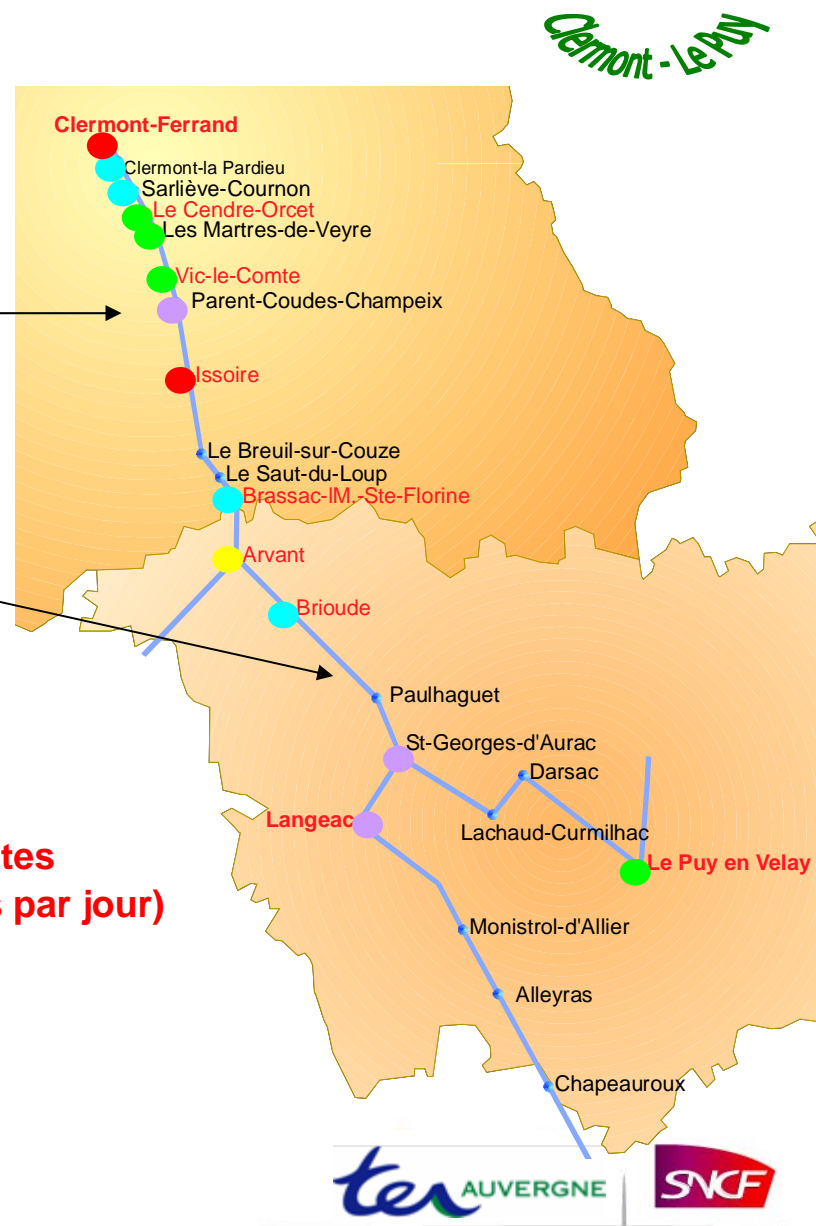 Clermont - Le Puy
Clermont-Ferrand
Clermont-la Pardieu
Sarliève-Cournon
Le Cendre-Orcet
Les Martres-de-Veyre
Vic-le-Comte
Parent-Coudes-Champeix
Issoire
Le Breuil-sur-Couze
Le Saut-du-Loup
Brassac-lM.-Ste-Florine
Arvant
Brioude
Paulhaguet
St-Georges-d'Aurac
Darsac
Langeac
Lachaud-Curmilhac
tes
Le Puy en Velay
s par jour)
Monistrol-d'Allier
Alleyras
Chapeauroux
ter AUVERGNE
SNCF